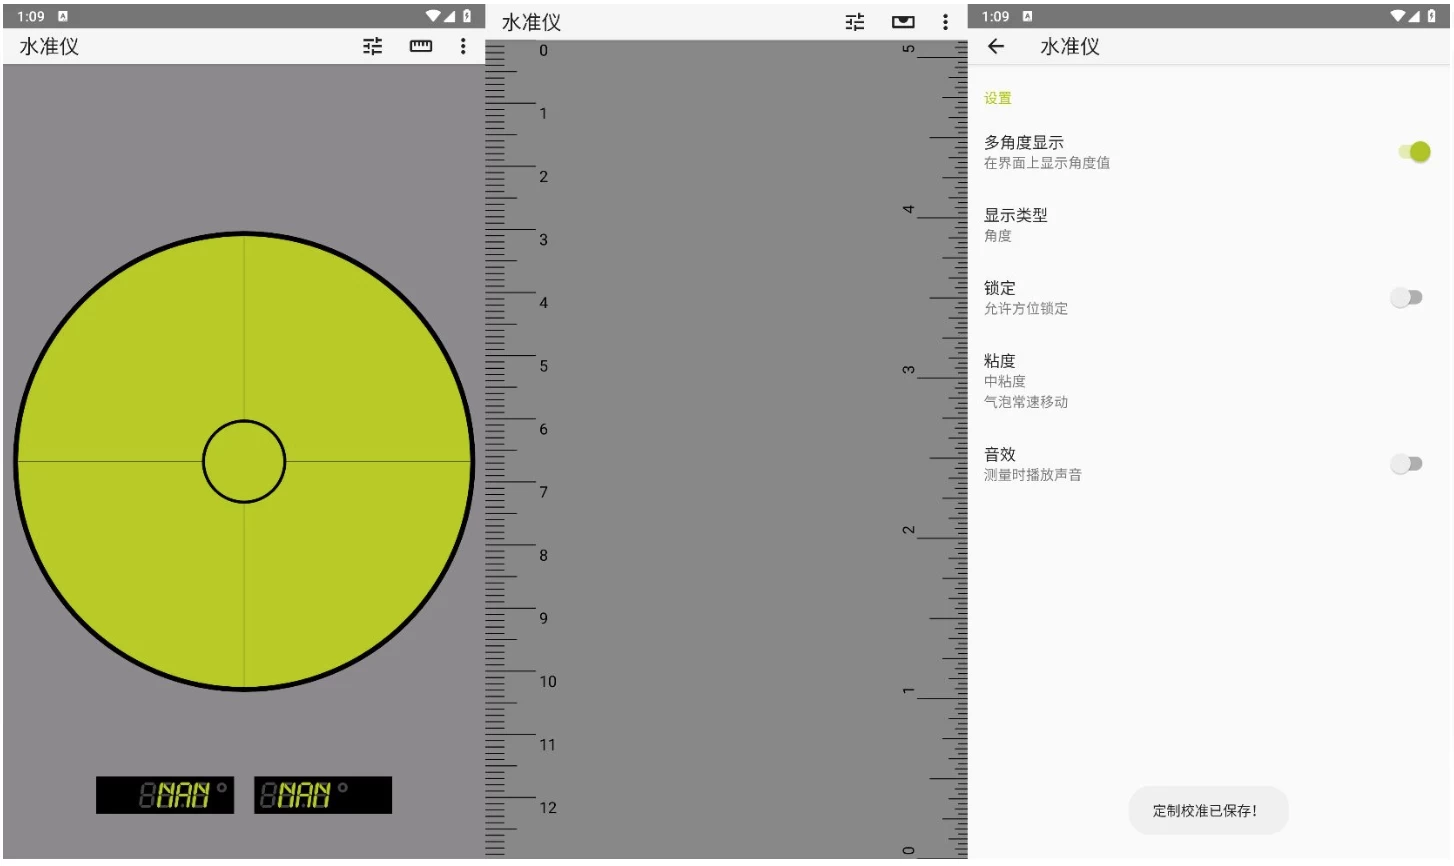 1:09
水准仪
NAN °
NAN °
水准仪
0
1
2
3
4
5
6
7
8
9
10
11
12
5
4
3
2
1
0
1:09
水准仪
设置
多角度显示
在界面上显示角度值
显示类型
角度
锁定
允许方位锁定
粘度
中粘度
气泡常速移动
音效
测量时播放声音
定制校准已保存!